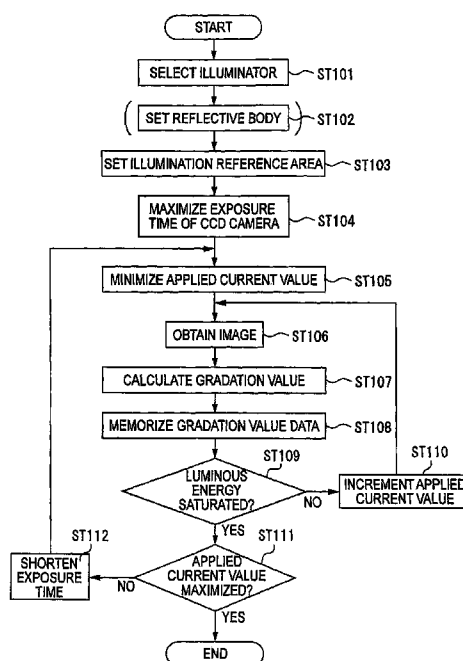 START
SELECT ILLUMINATOR
ST101
( SET REFLECTIVE BODY )
ST102
SET ILLUMINATION REFERENCE AREA
ST103
MAXIMIZE EXPOSURE
TIME OF CCD CAMERA
ST104
MINIMIZE APPLIED CURRENT VALUE
ST105
OBTAIN IMAGE
ST106
CALCULATE GRADATION VALUE
ST107
MEMORIZE GRADATION VALUE DATA
ST108
ST109
LUMINOUS
ENERGY
SATURATED?
NO
YES
ST110
INCREMENT APPLIED
CURRENT VALUE
ST111
APPLIED
CURRENT VALUE
MAXIMIZED?
NO
YES
ST112
SHORTEN
EXPOSURE
TIME
END